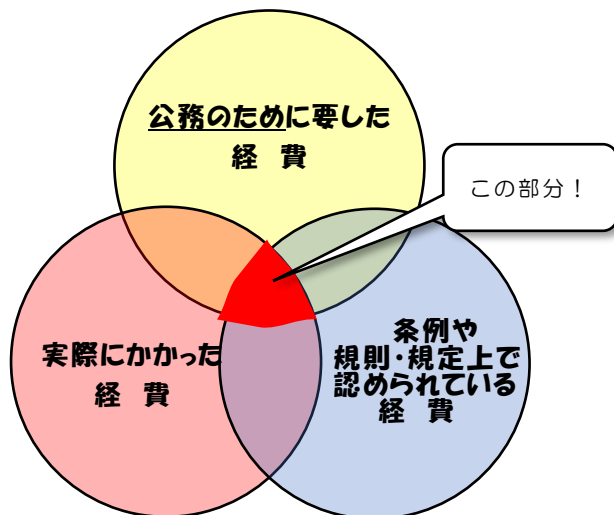 公務のために要した
経　費
この部分！
実際にかかった
経　費
条例や
規則・規定上で
認められている
経　費